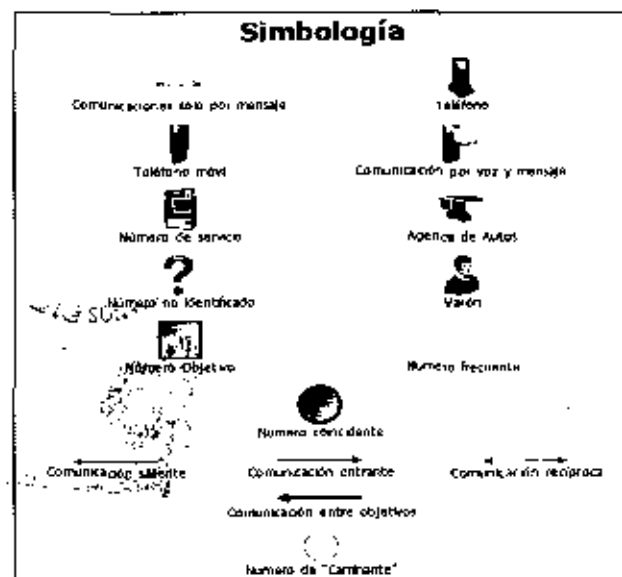 Simbología
Comunicaciones solo por mensaje
Teléfono
Teléfono móvil
Comunicación por voz y mensaje
Número de servicio
Agencia de Autos
Número no identificado
Varón
Número Objetivo
Número frecuente
Número coincidente
Comunicación saliente
Comunicación entrante
Comunicación recíproca
Comunicación entre objetivos
Número de "Caminante"